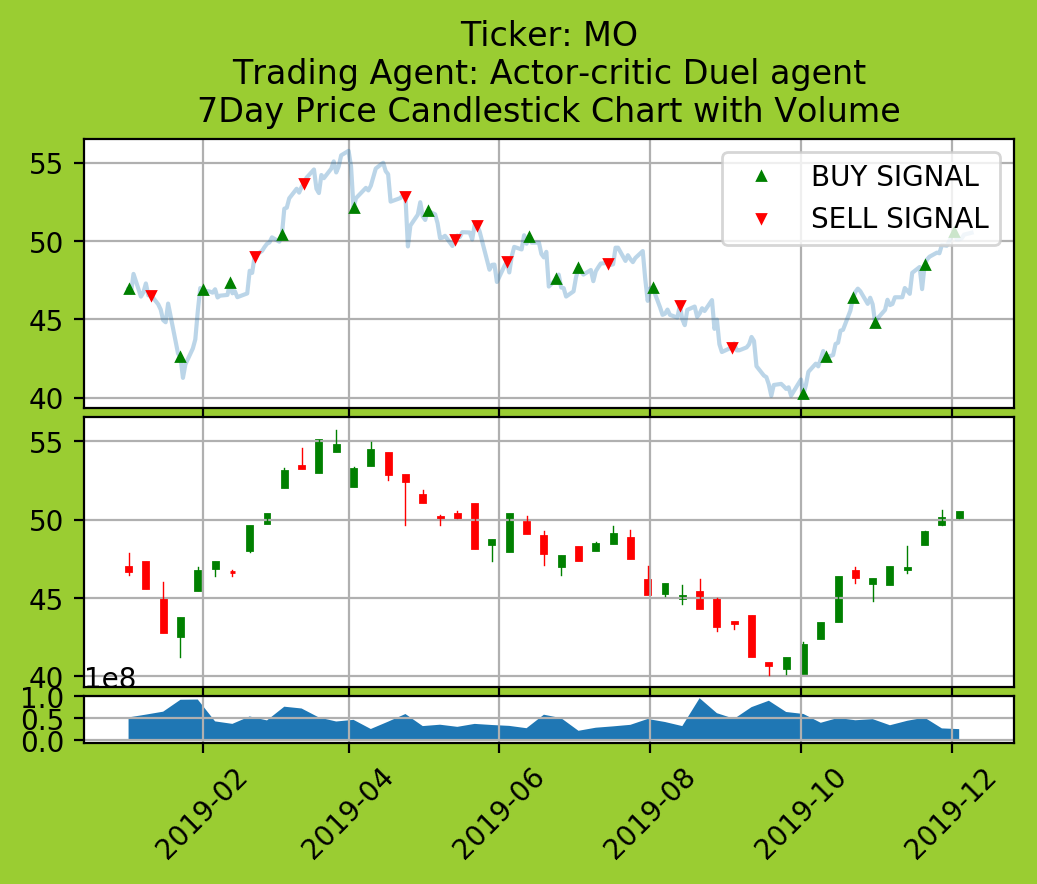 Ticker: MO
Trading Agent: Actor-critic Duel agent
7Day Price Candlestick Chart with Volume
55
50
45
40
BUY SIGNAL
SELL SIGNAL
55
50
45
40
1e8
1.0
0.5
0.0
2019-02
2019-04
2019-06
2019-08
2019-10
2019-12